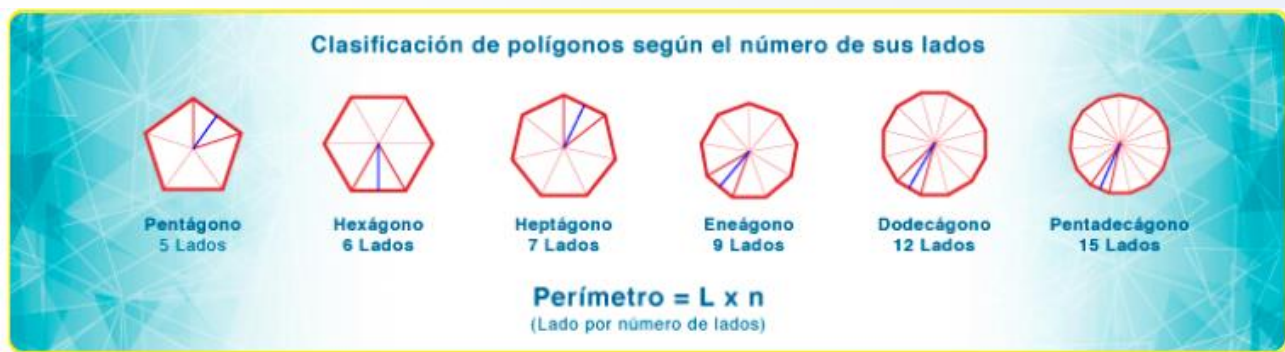 Clasificación de polígonos según el número de sus lados
Pentágono
5 Lados
Hexágono
6 Lados
Heptágono
7 Lados
Eneágono
9 Lados
Dodecágono
12 Lados
Pentadecágono
15 Lados
Perímetro = L x n
(Lado por número de lados)